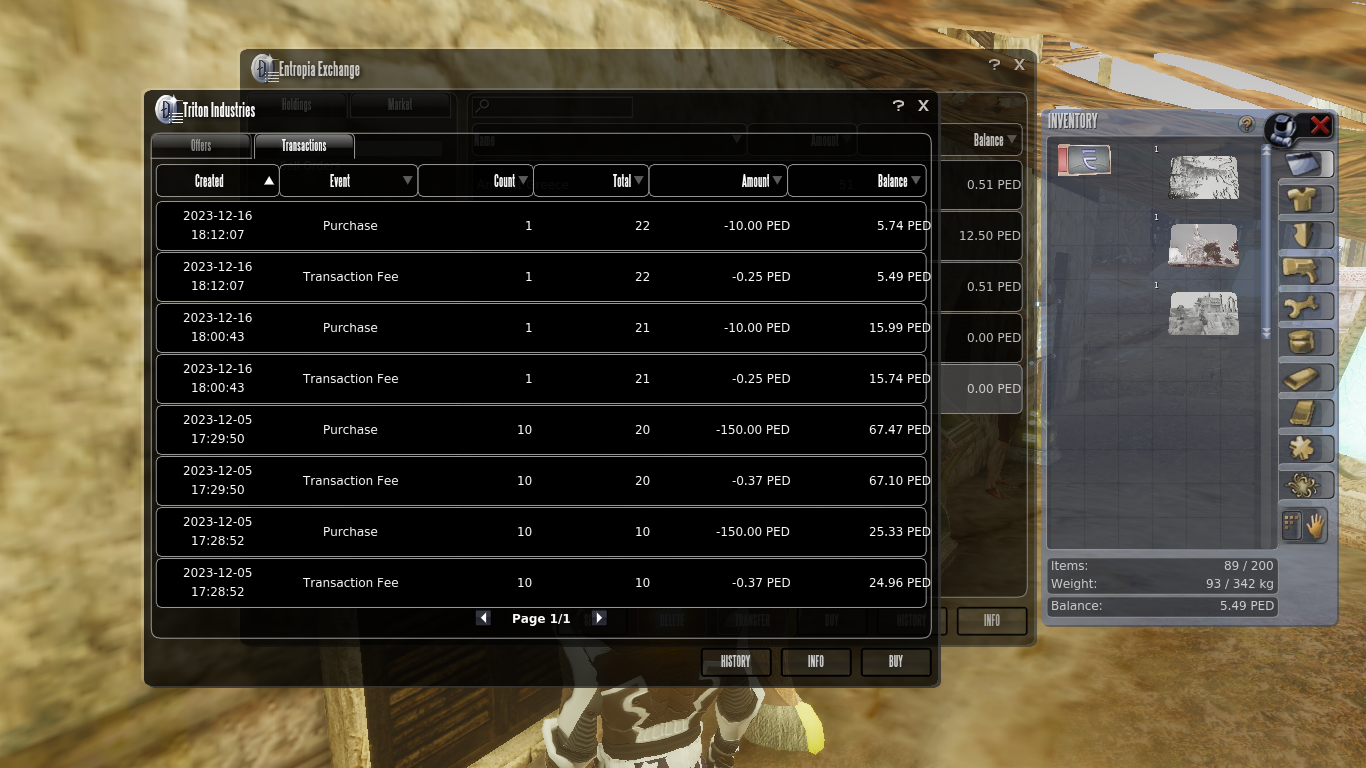 Entropia Exchange
? X
Triton Industries
? X
Holdings Market
Offers Transactions
Name Amount Balance
Created Event Count Total Amount Balance
2023-12-16
18:12:07 Purchase 1 22 -10.00 PED 5.74 PED
2023-12-16
18:12:07 Transaction Fee 1 22 -0.25 PED 5.49 PED
2023-12-16
18:00:43 Purchase 1 21 -10.00 PED 15.99 PED
2023-12-16
18:00:43 Transaction Fee 1 21 -0.25 PED 15.74 PED
2023-12-05
17:29:50 Purchase 10 20 -150.00 PED 67.47 PED
2023-12-05
17:29:50 Transaction Fee 10 20 -0.37 PED 67.10 PED
2023-12-05
17:28:52 Purchase 10 10 -150.00 PED 25.33 PED
2023-12-05
17:28:52 Transaction Fee 10 10 -0.37 PED 24.96 PED
Page 1/1
HISTORY INFO BUY
51
0.51 PED
12.50 PED
0.51 PED
0.00 PED
0.00 PED
TRANSFER BUY HISTORY INFO
INVENTORY ?
1
1
1
Items: 89 / 200
Weight: 93 / 342 kg
Balance: 5.49 PED